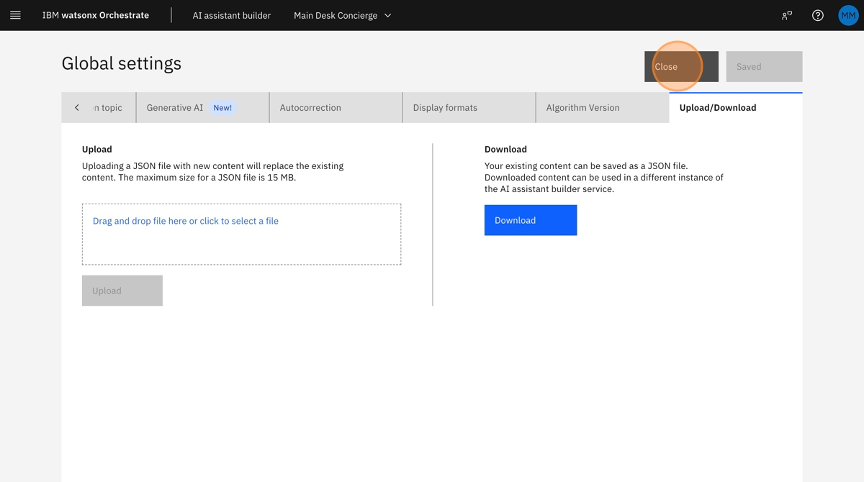 IBM watsonx Orchestrate
AI assistant builder
Main Desk Concierge
MM
Global settings
Close
Saved
n topic
Generative AI New!
Autocorrection
Display formats
Algorithm Version
Upload/Download
Upload
Uploading a JSON file with new content will replace the existing
content. The maximum size for a JSON file is 15 MB.
Drag and drop file here or click to select a file
Upload
Download
Your existing content can be saved as a JSON file.
Downloaded content can be used in a different instance of
the AI assistant builder service.
Download